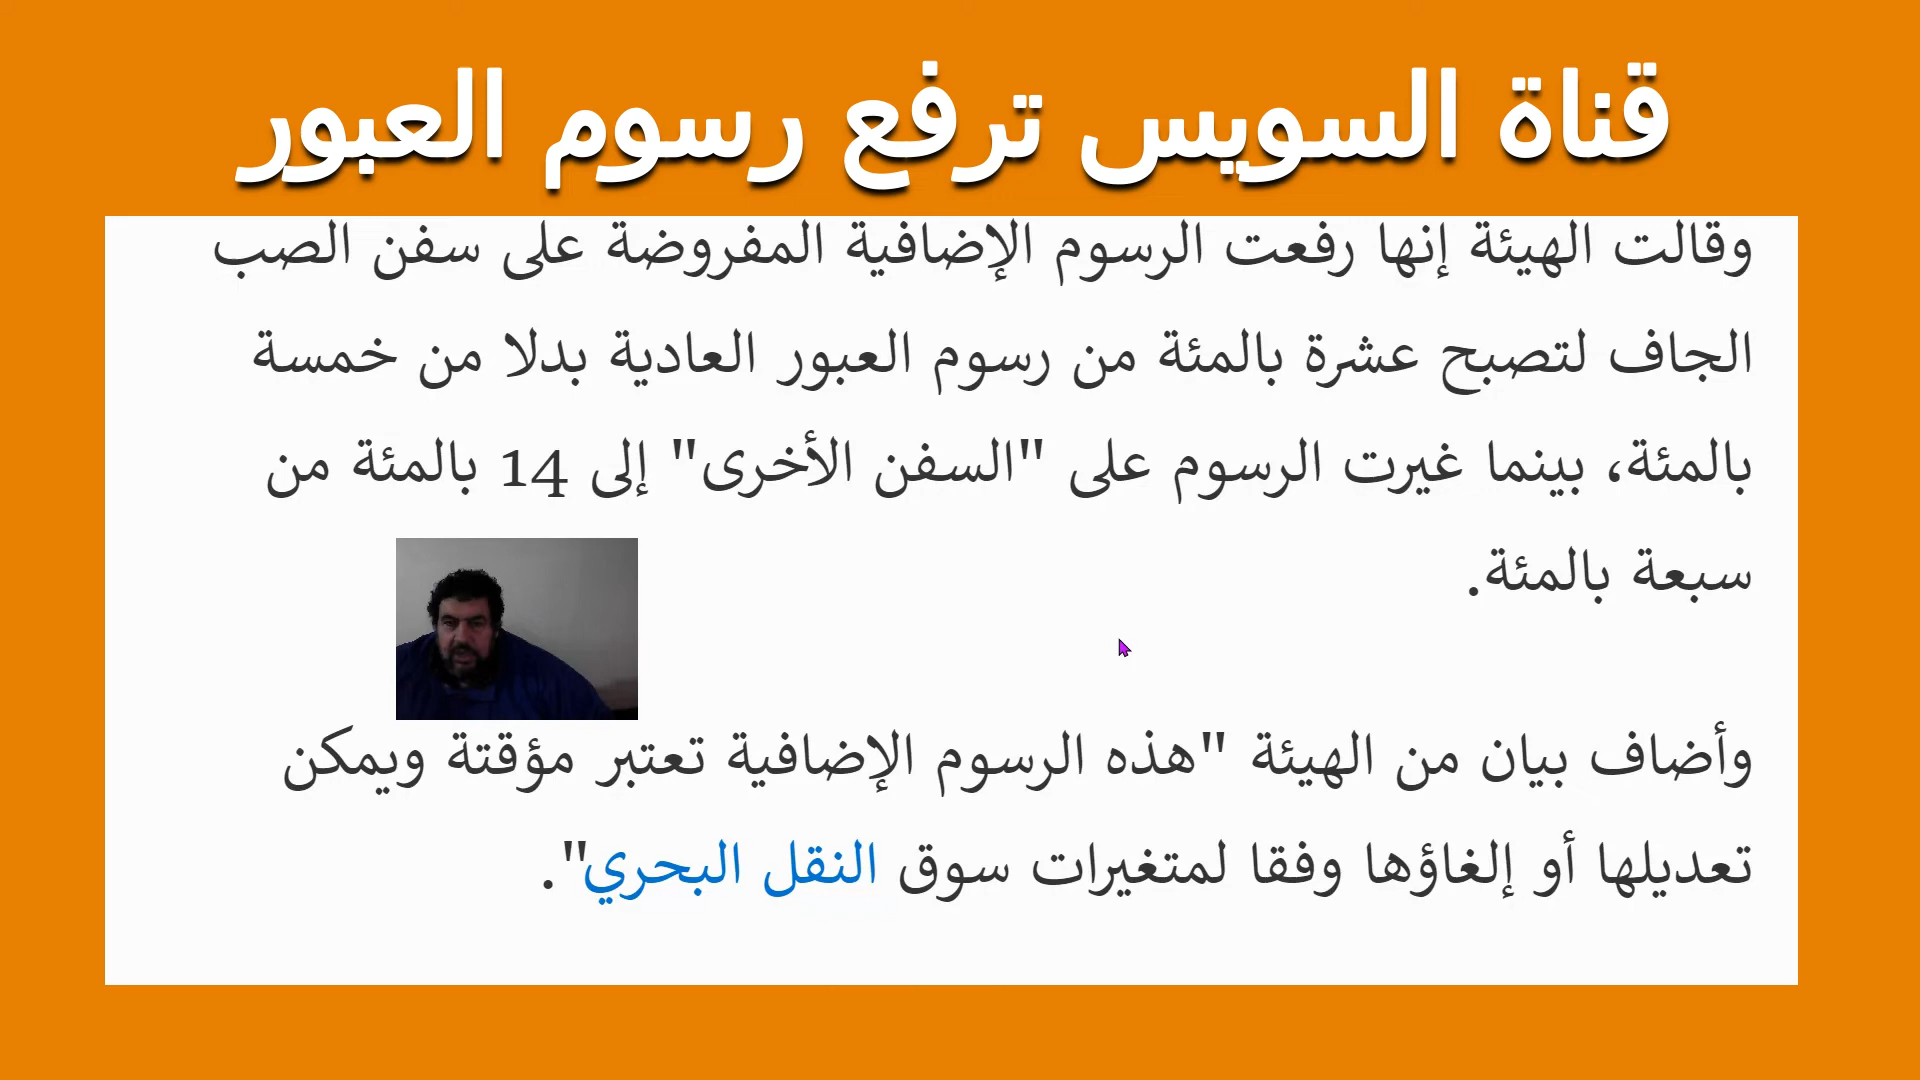 قناة السويس ترفع رسوم العبور
وقالت الهيئة إنها رفعت الرسوم الإضافية المفروضة على سفن الصب
الجاف لتصبح عشرة بالمئة من رسوم العبور العادية بدلا من خمسة
بالمئة، بينما غيرت الرسوم على "السفن الأخرى" إلى 14 بالمئة من
سبعة بالمئة.
وأضاف بيان من الهيئة "هذه الرسوم الإضافية تعتبر مؤقتة ويمكن
تعديلها أو إلغاؤها وفقا لمتغيرات سوق النقل البحري".